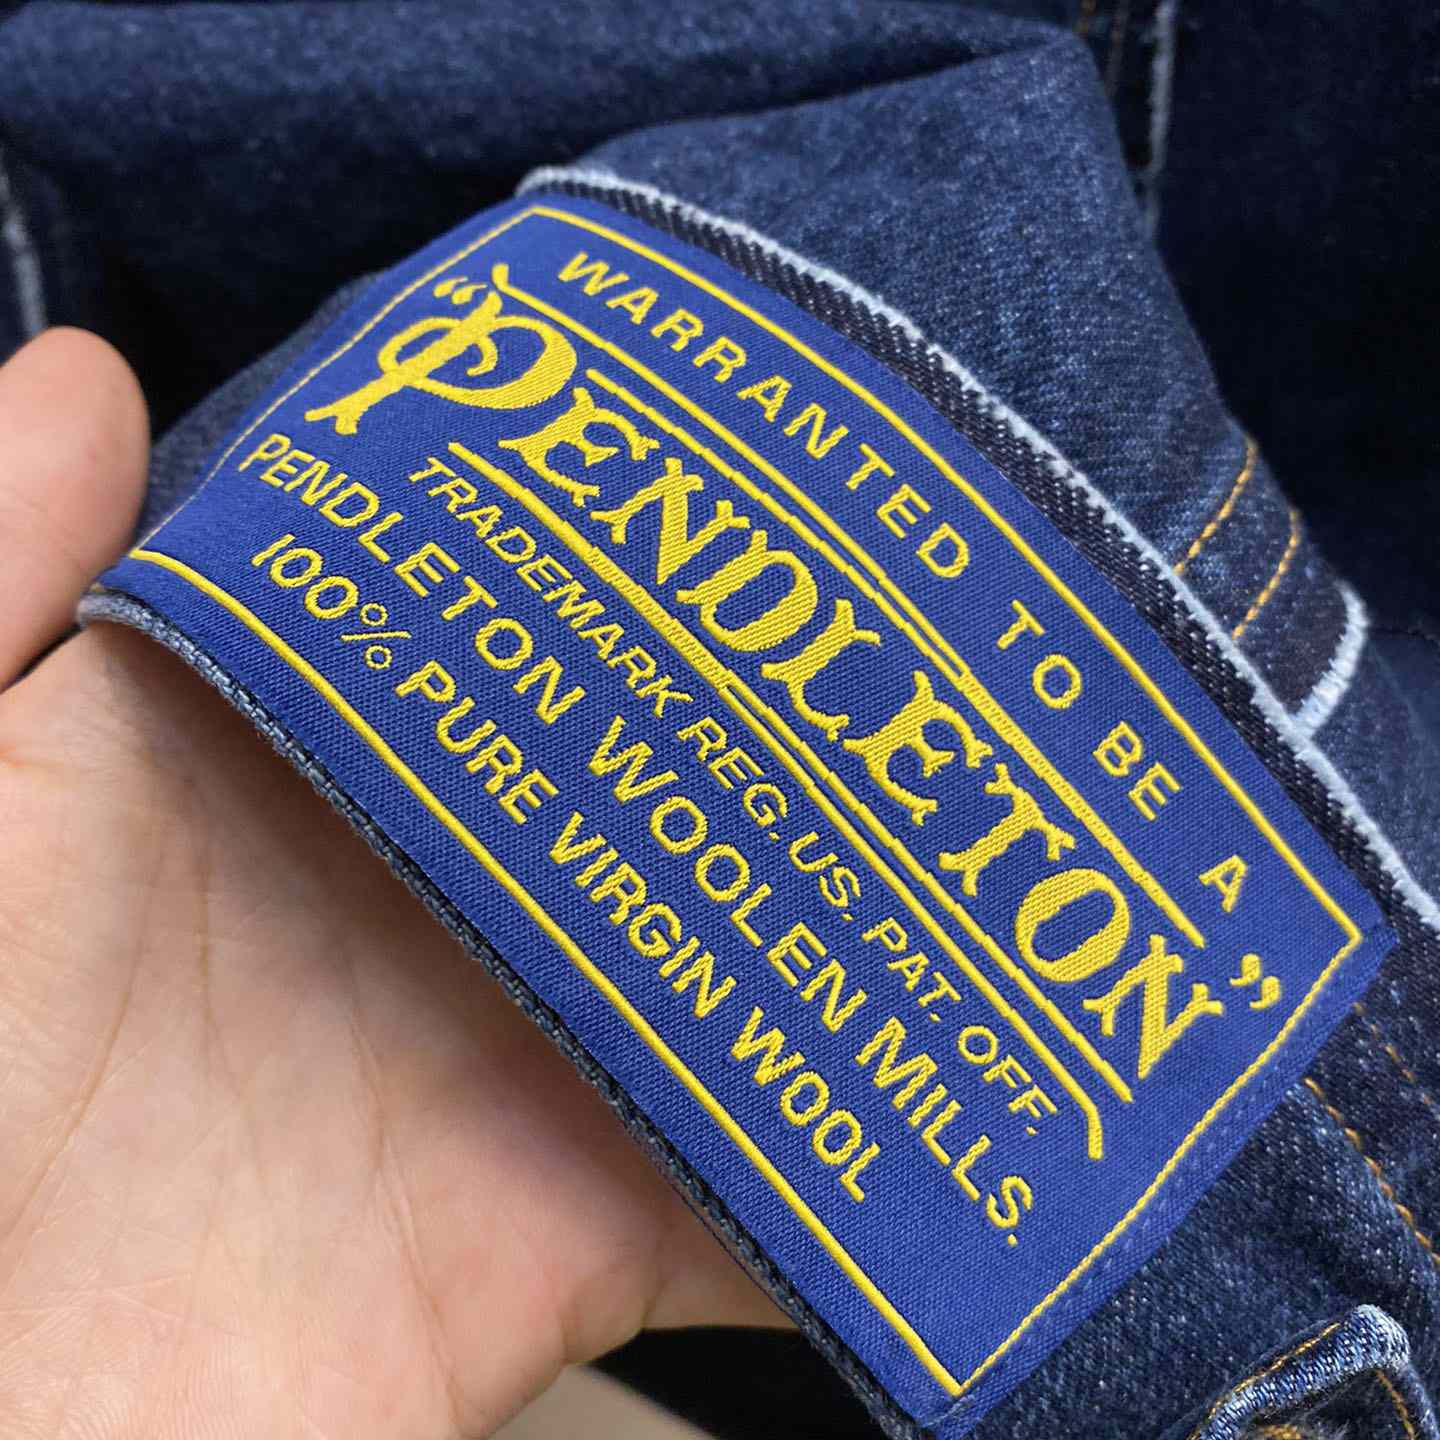 WARRANTED TO BE A
“PENDLETON”
TRADEMARK REG. US. PAT. OFF.
PENDLETON WOOLEN MILLS.
100% PURE VIRGIN WOOL